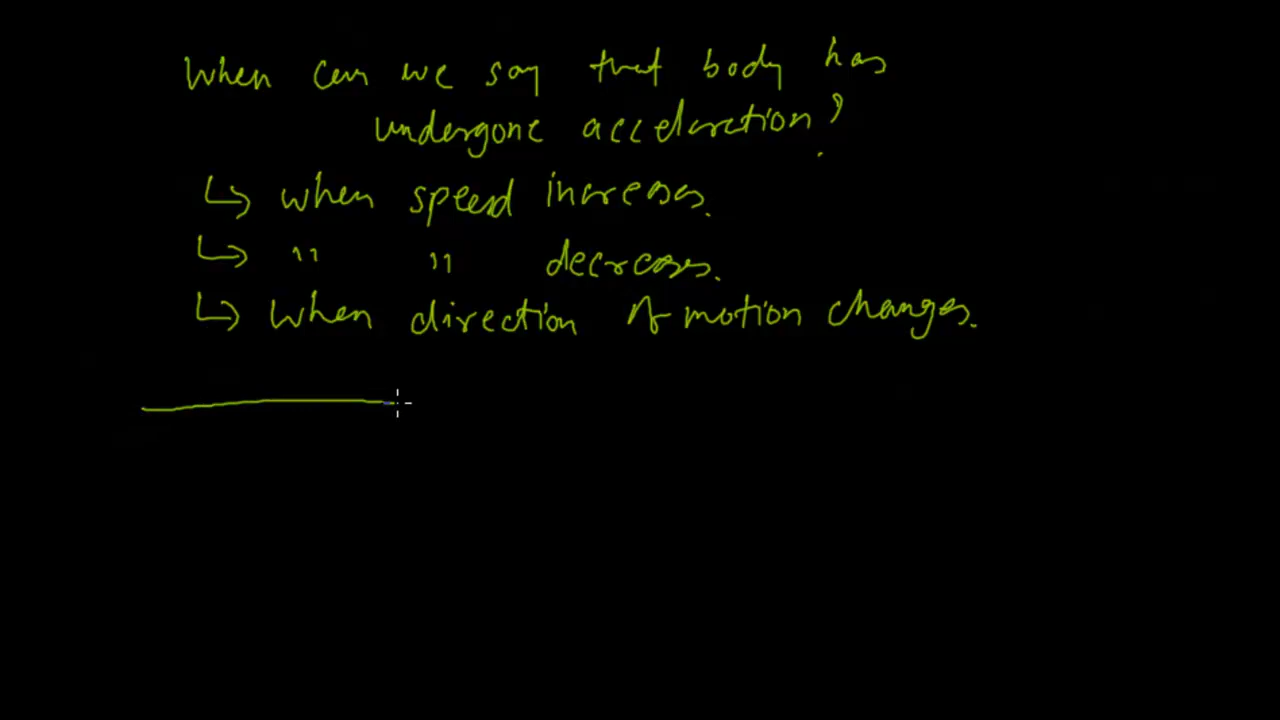 When can we say that body has
undergone acceleration?
↳ when speed increases.
↳ " " decreases.
↳ when direction of motion changes.